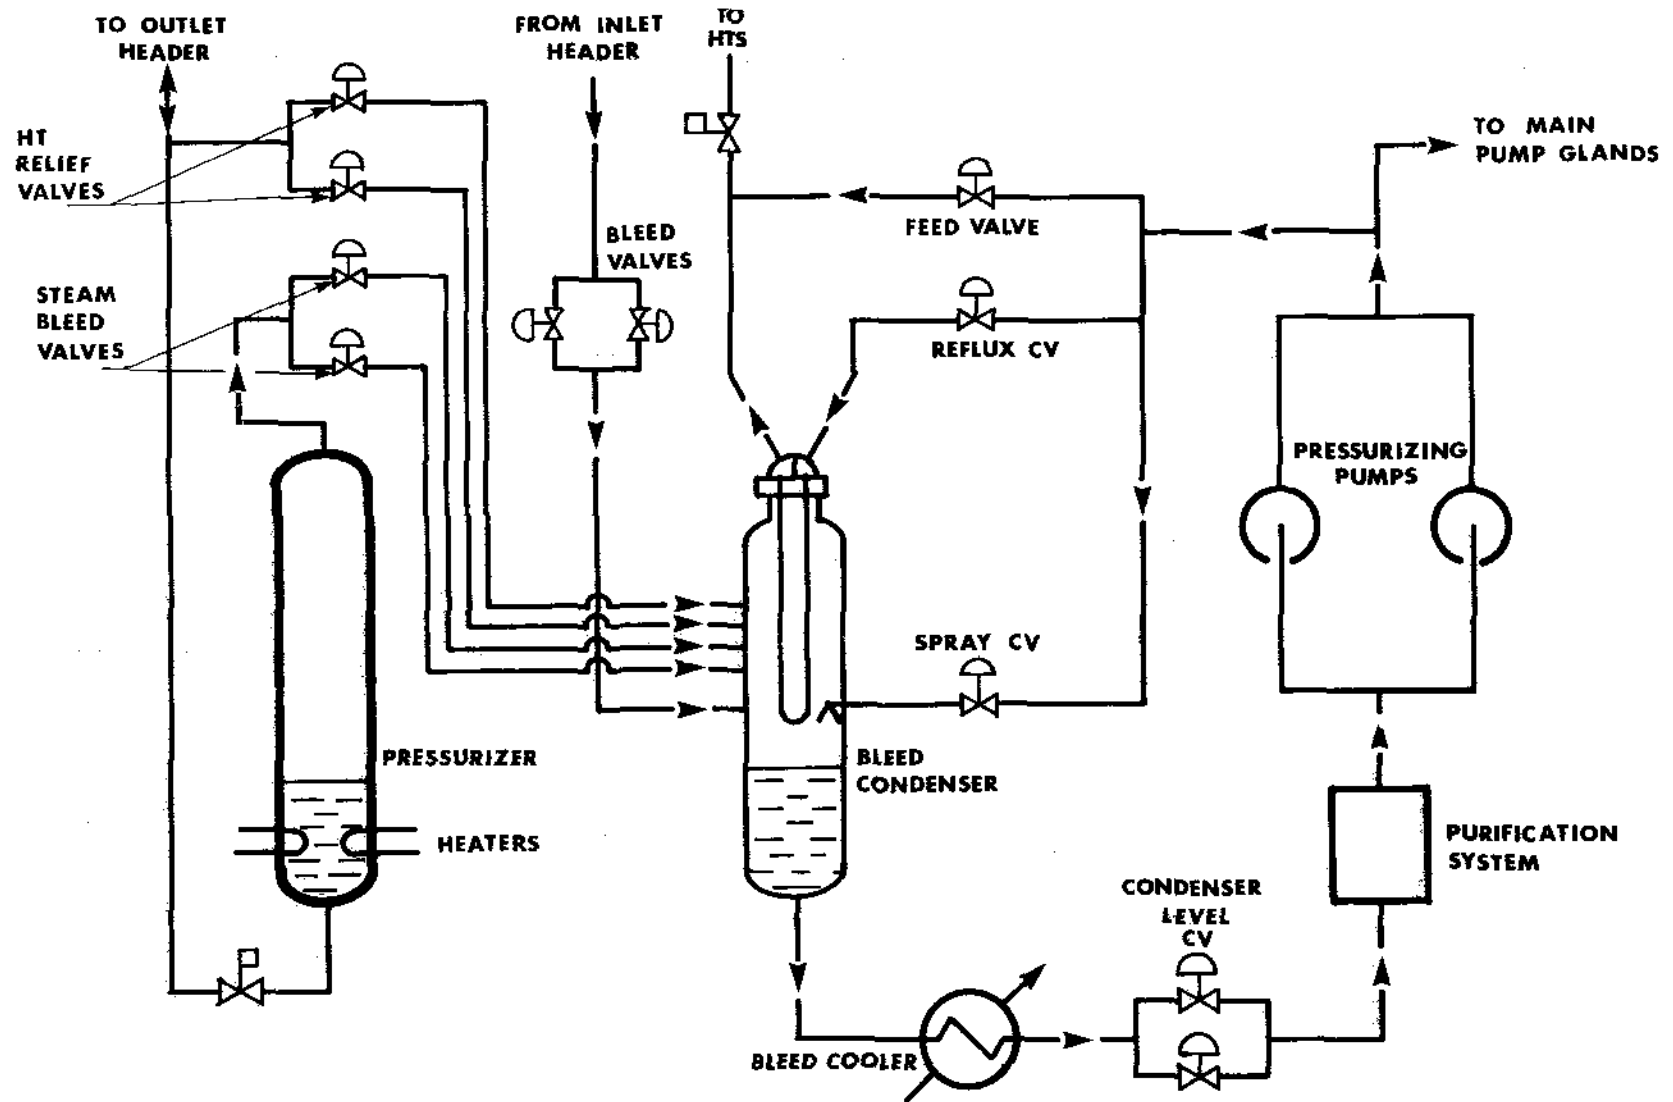 TO OUTLET
HEADER
FROM INLET
HEADER
TO
HTS
HT
RELIEF
VALVES
TO MAIN
PUMP GLANDS
FEED VALVE
BLEED
VALVES
STEAM
BLEED
VALVES
REFLUX CV
PRESSURIZING
PUMPS
SPRAY CV
PRESSURIZER
BLEED
CONDENSER
HEATERS
PURIFICATION
SYSTEM
CONDENSER
LEVEL
CV
BLEED COOLER